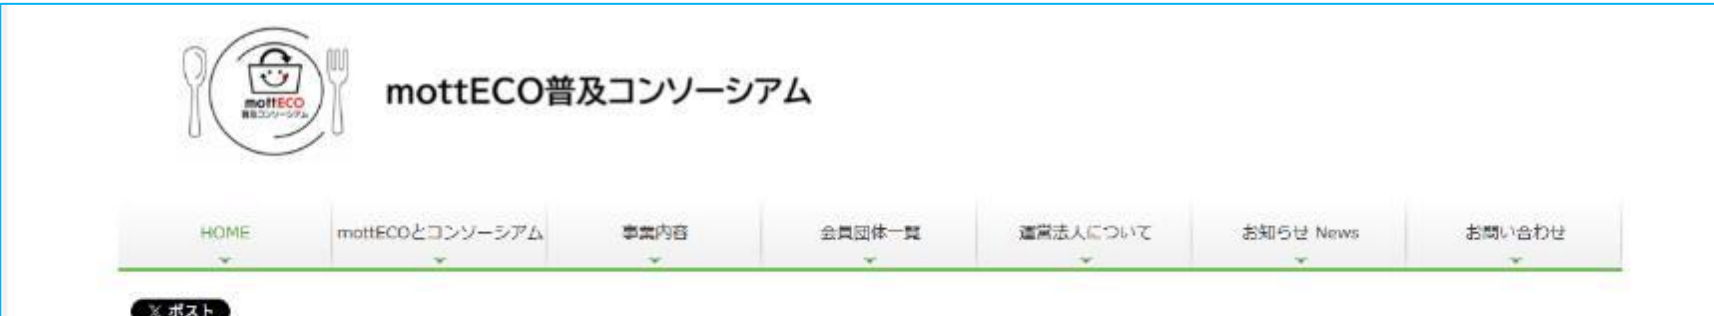 mottECO
普及コンソーシアム
mottECO普及コンソーシアム
HOME
mottECOとコンソーシアム
事業内容
会員団体一覧
運営法人について
お知らせ News
お問い合わせ
X ポスト